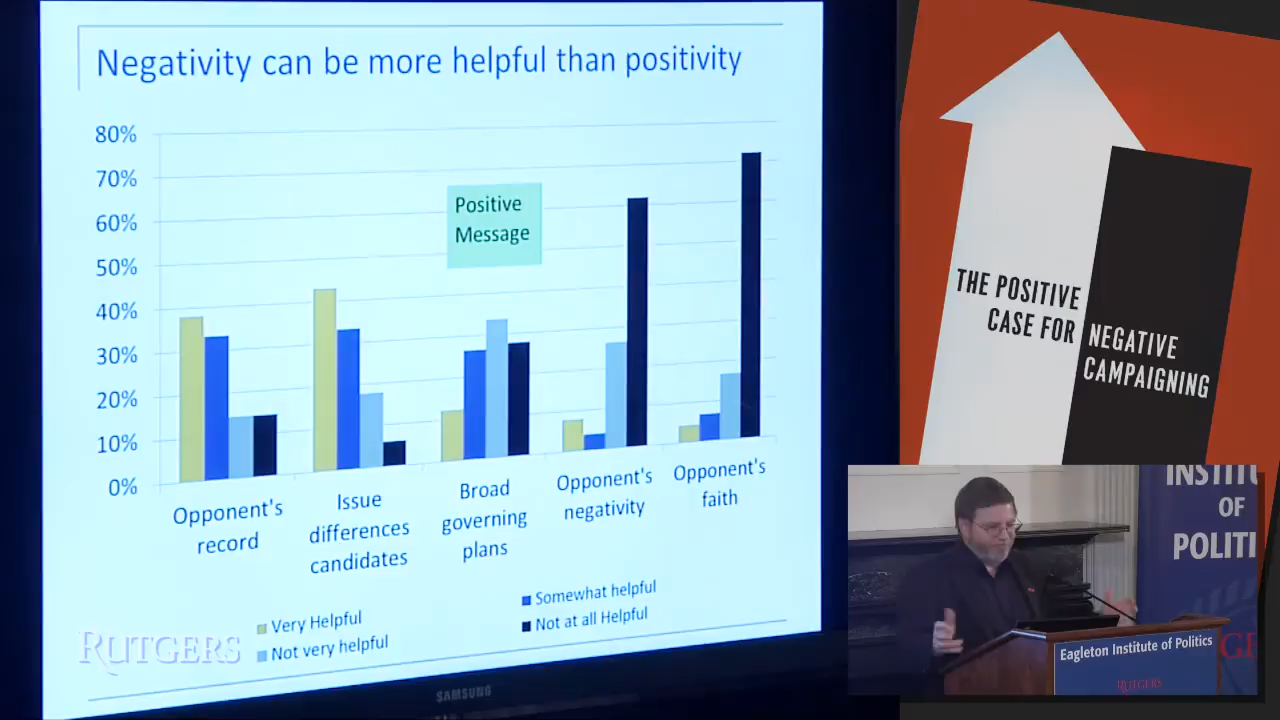 Negativity can be more helpful than positivity
80%
70%
60%
50%
40%
30%
20%
10%
0%
Positive
Message
Opponent's
record
Issue
differences
candidates
Broad
governing
plans
Opponent's
negativity
Opponent's
faith
Very Helpful
Somewhat helpful
Not very helpful
Not at all Helpful
RUTGERS
SAMSUNG
THE POSITIVE
CASE FOR
NEGATIVE
CAMPAIGNING
OF
Eagleton Institute of Politics
RUTGERS